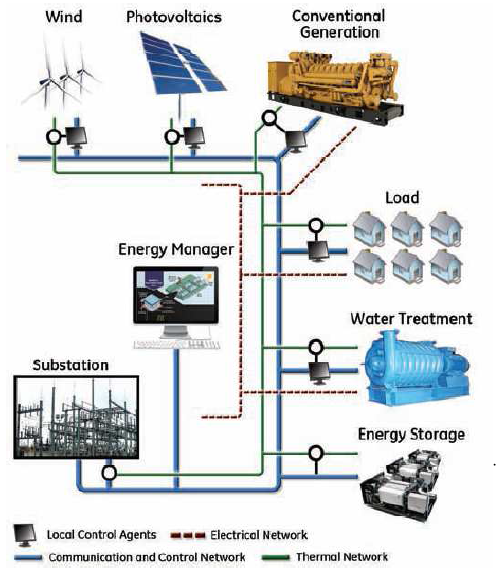 Wind
Photovoltaics
Conventional
Generation
Load
Energy Manager
Water Treatment
Substation
Energy Storage
Local Control Agents
Electrical Network
Communication and Control Network
Thermal Network